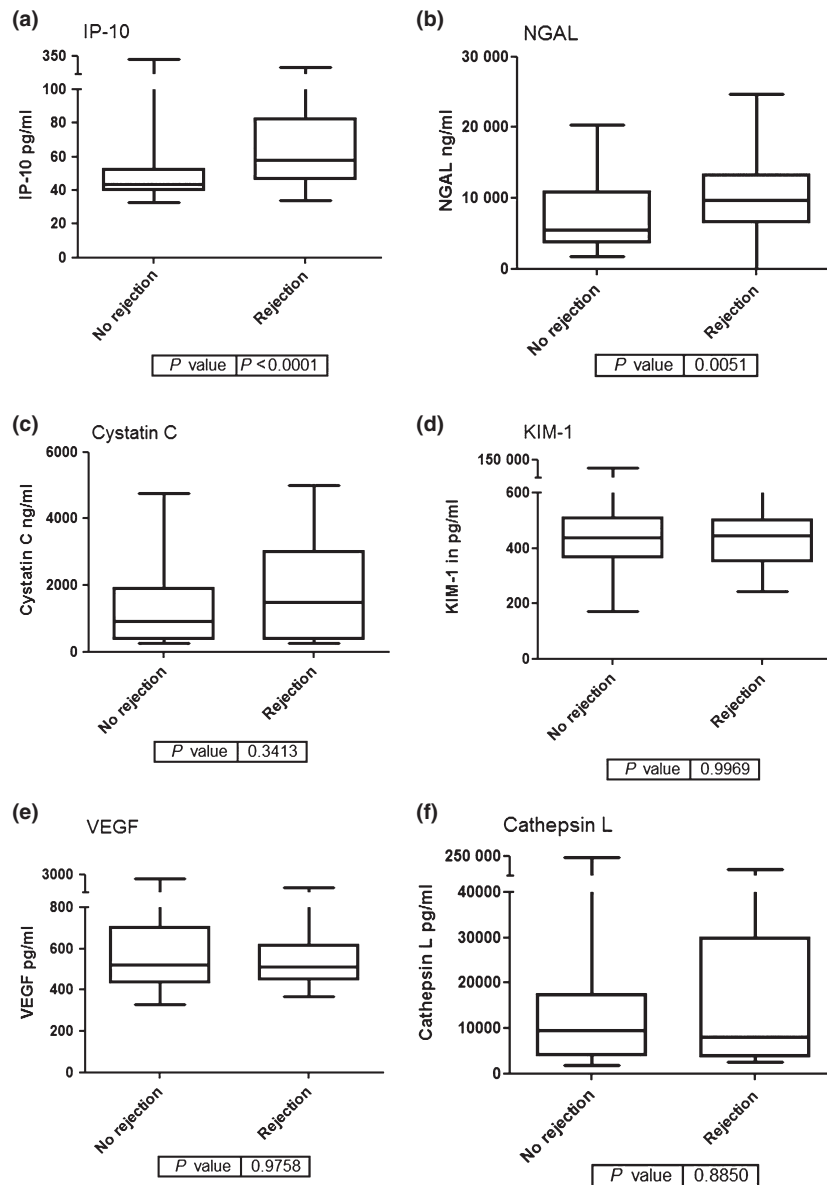 (a)
IP-10
350
100
80
60
40
20
0
IP-10 pg/ml
No rejection
Rejection
P value P <0.0001
(b)
NGAL
30 000
20 000
10 000
0
NGAL ng/ml
No rejection
Rejection
P value 0.0051
(c)
Cystatin C
6000
4000
2000
0
Cystatin C ng/ml
No rejection
Rejection
P value 0.3413
(d)
KIM-1
150 000
600
400
200
0
KIM-1 in pg/ml
No rejection
Rejection
P value 0.9969
(e)
VEGF
3000
800
600
400
200
0
VEGF pg/ml
No rejection
Rejection
P value 0.9758
(f)
Cathepsin L
250 000
40000
30000
20000
10000
0
Cathepsin L pg/ml
No rejection
Rejection
P value 0.8850